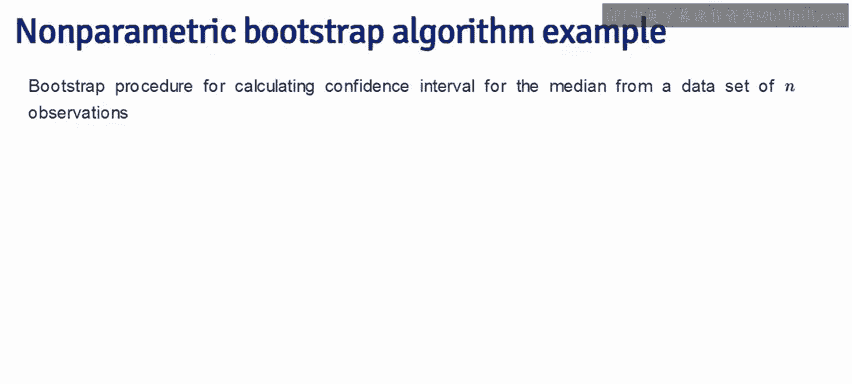 Nonparametric bootstrap algorithm example
Bootstrap procedure for calculating confidence interval for the median from a data set of n
observations